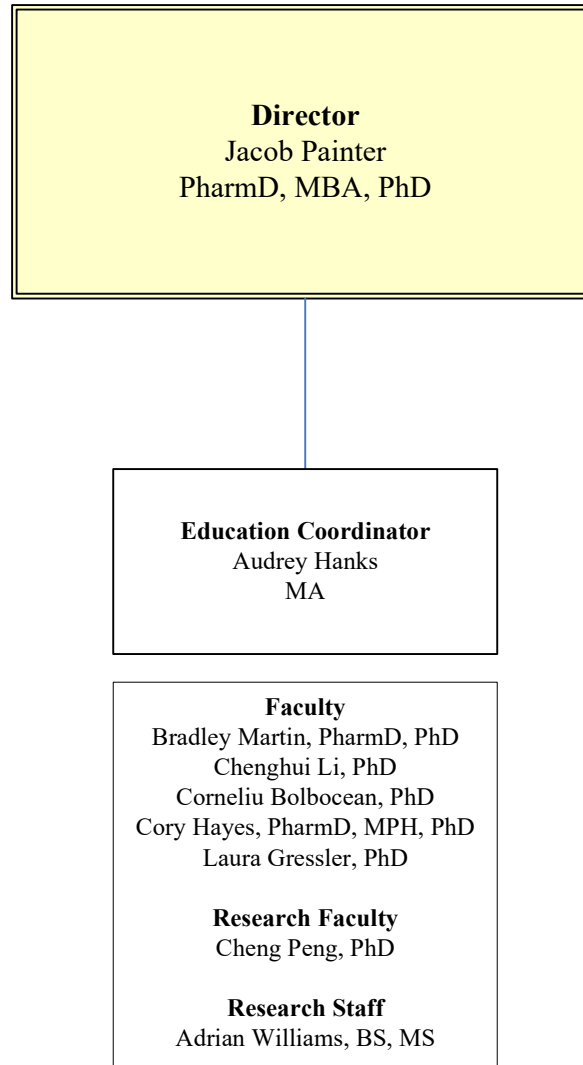 Director
Jacob Painter
PharmD, MBA, PhD
Education Coordinator
Audrey Hanks
MA
Faculty
Bradley Martin, PharmD, PhD
Chenghui Li, PhD
Corneliu Bolbocean, PhD
Cory Hayes, PharmD, MPH, PhD
Laura Gressler, PhD
Research Faculty
Cheng Peng, PhD
Research Staff
Adrian Williams, BS, MS